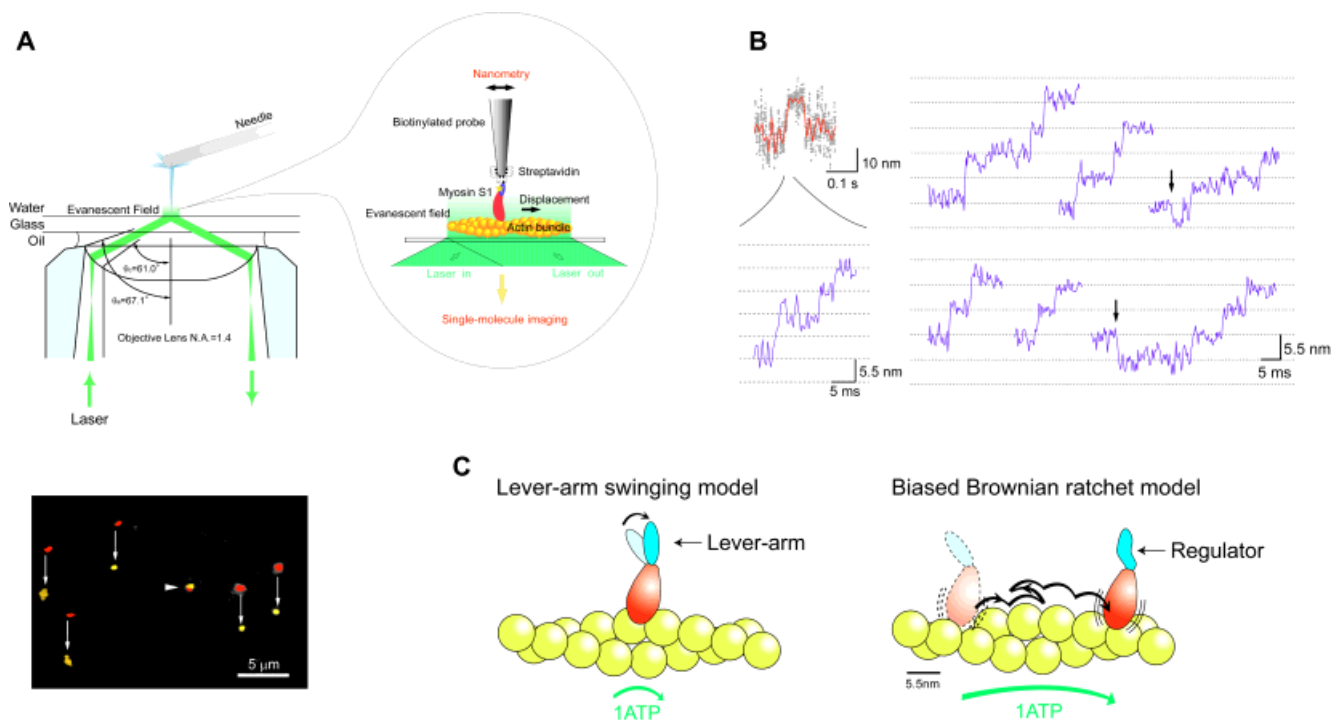 A
Needle
Water
Evanescent Field
Glass
Oil
θc=61.0°
θo=67.1°
Objective Lens N.A.=1.4
Laser
Nanometry
Biotinylated probe
Streptavidin
Myosin S1
Displacement
Evanescent field
Actin bundle
Laser in
Laser out
Single-molecule imaging
5 μm
B
10 nm
0.1 s
5.5 nm
5 ms
5.5 nm
5 ms
C
Lever-arm swinging model
Lever-arm
1ATP
Biased Brownian ratchet model
Regulator
5.5nm
1ATP